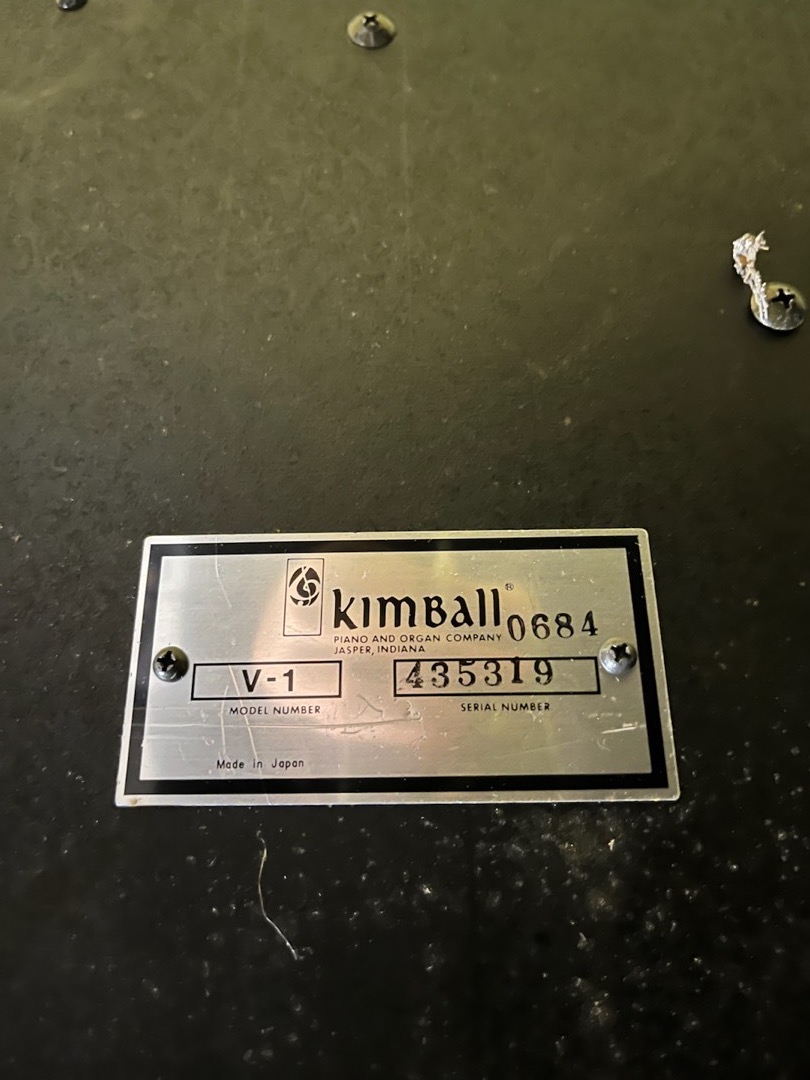 KIMBALL® 0684
PIANO AND ORGAN COMPANY
JASPER, INDIANA
V-1 435319
MODEL NUMBER SERIAL NUMBER
Made in Japan